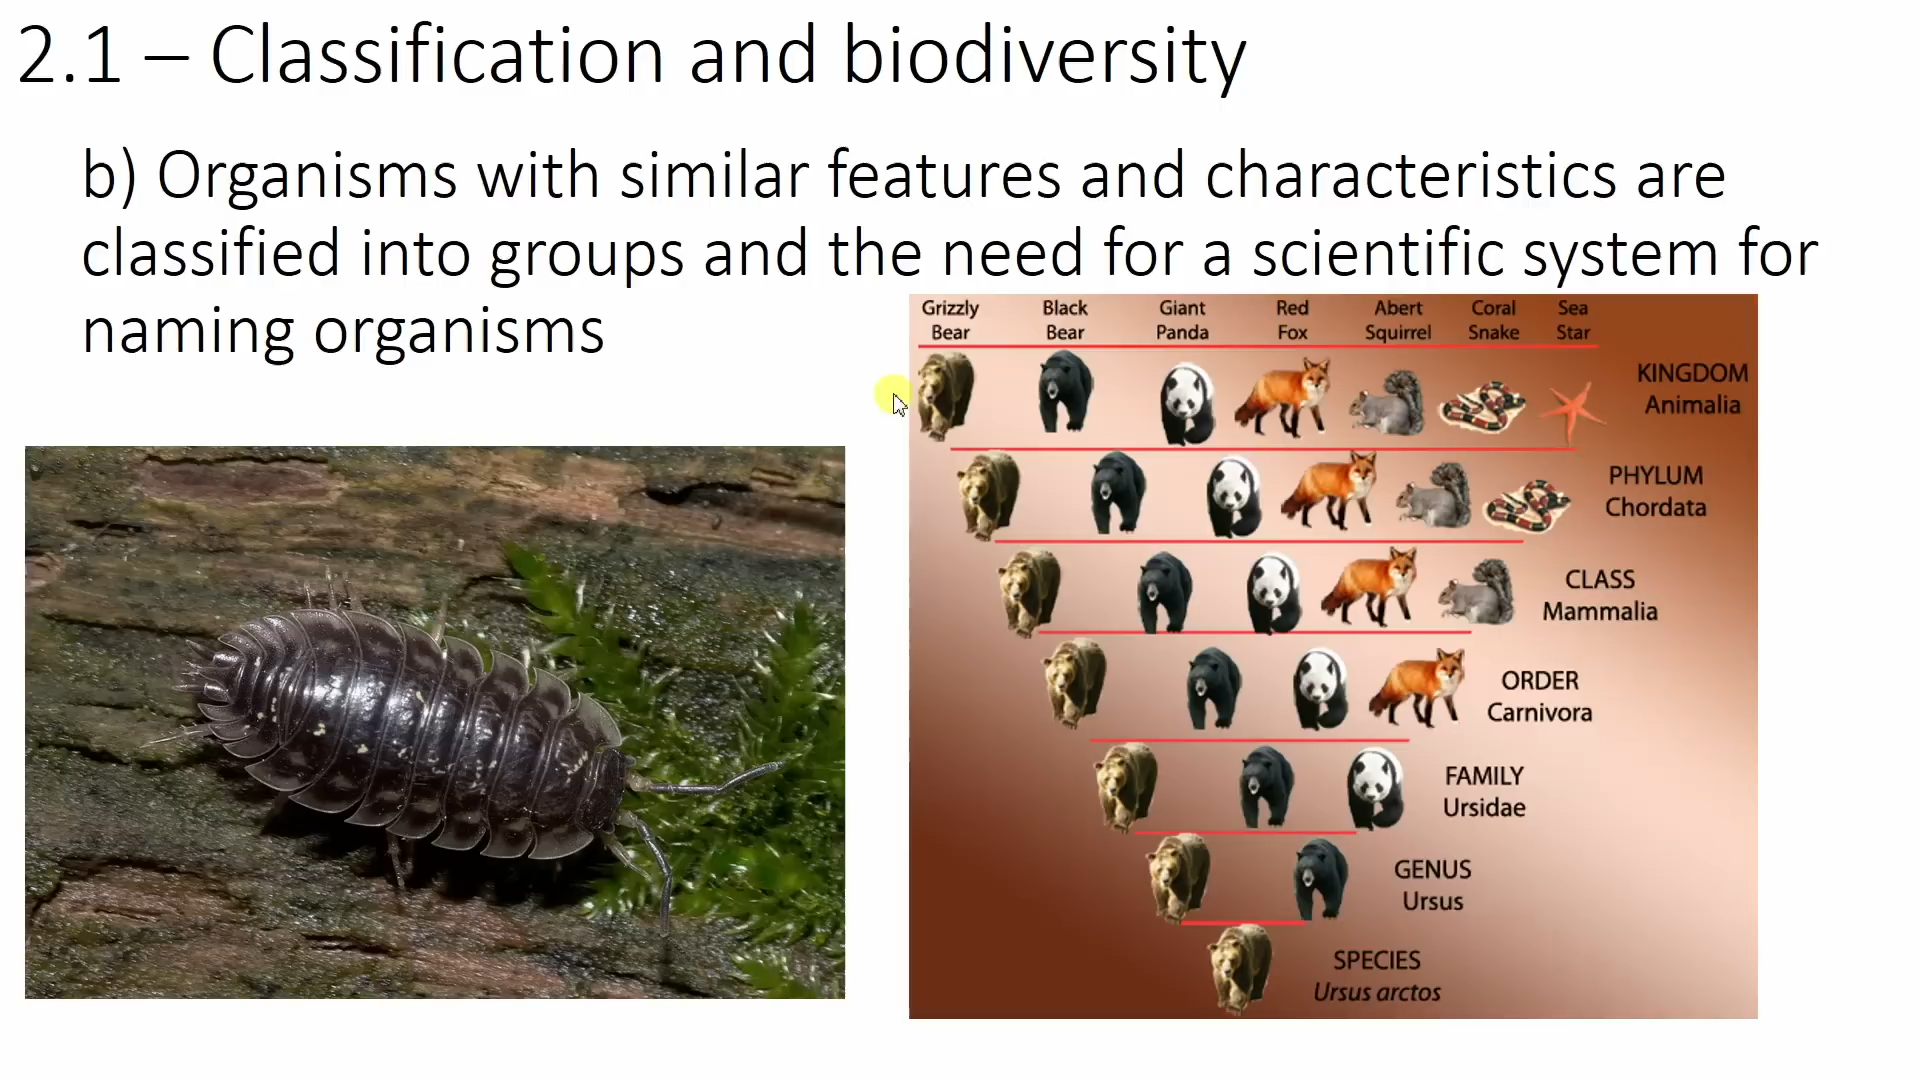 2.1 – Classification and biodiversity
b) Organisms with similar features and characteristics are
classified into groups and the need for a scientific system for
naming organisms
Grizzly Bear
Black Bear
Giant Panda
Red Fox
Abert Squirrel
Coral Snake
Sea Star
KINGDOM
Animalia
PHYLUM
Chordata
CLASS
Mammalia
ORDER
Carnivora
FAMILY
Ursidae
GENUS
Ursus
SPECIES
Ursus arctos